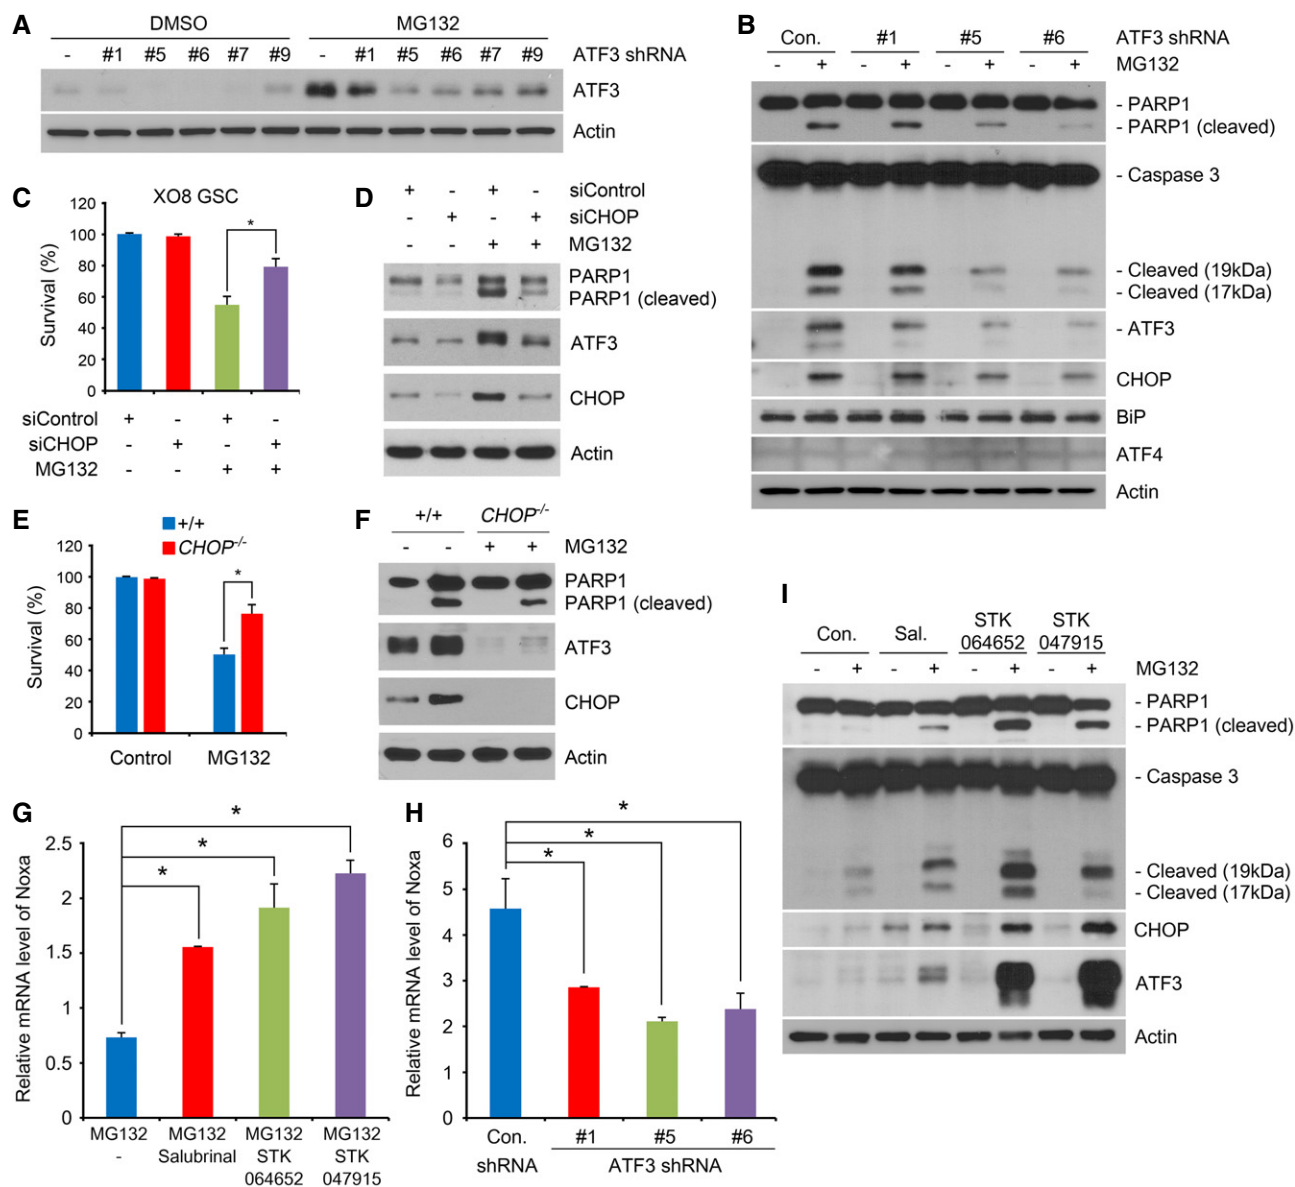 A
DMSO MG132
- #1 #5 #6 #7 #9 - #1 #5 #6 #7 #9 ATF3 shRNA
ATF3
Actin
B
Con. #1 #5 #6 ATF3 shRNA
- + - + - + - + MG132
- PARP1
- PARP1 (cleaved)
- Caspase 3
- Cleaved (19kDa)
- Cleaved (17kDa)
- ATF3
CHOP
BiP
ATF4
Actin
C
XO8 GSC
Survival (%)
120
100
80
60
40
20
0
*
siControl + - + -
siCHOP - + - +
MG132 - - + +
D
+ - + - siControl
- + - + siCHOP
- - + + MG132
PARP1
PARP1 (cleaved)
ATF3
CHOP
Actin
E
+/+
CHOP-/-
Survival (%)
120
100
80
60
40
20
0
*
Control MG132
F
+/+ CHOP-/-
- - + + MG132
PARP1
PARP1 (cleaved)
ATF3
CHOP
Actin
G
Relative mRNA level of Noxa
2.5
2
1.5
1
0.5
0
*
*
*
MG132 MG132 MG132 MG132
- Salubrinal STK STK
064652 047915
H
Relative mRNA level of Noxa
6
5
4
3
2
1
0
*
*
*
Con. #1 #5 #6
shRNA ATF3 shRNA
I
Con. Sal. STK STK
064652 047915
- + - + - + - + MG132
- PARP1
- PARP1 (cleaved)
- Caspase 3
- Cleaved (19kDa)
- Cleaved (17kDa)
CHOP
ATF3
Actin